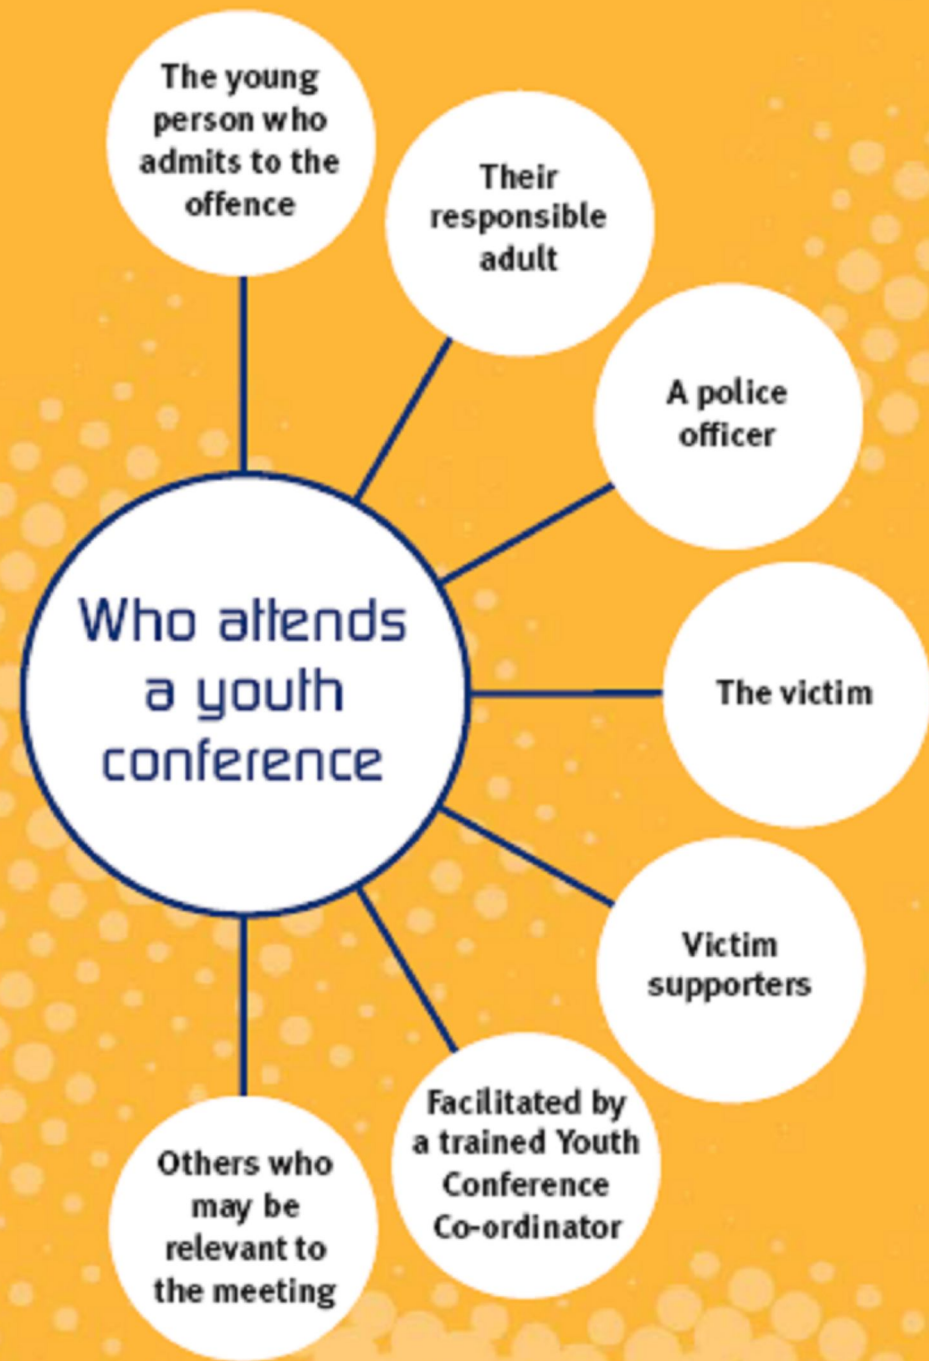 The young
person who
admits to the
offence
Their
responsible
adult
A police
officer
Who attends
a youth
conference
The victim
Victim
supporters
Facilitated by
a trained Youth
Conference
Co-ordinator
Others who
may be
relevant to
the meeting